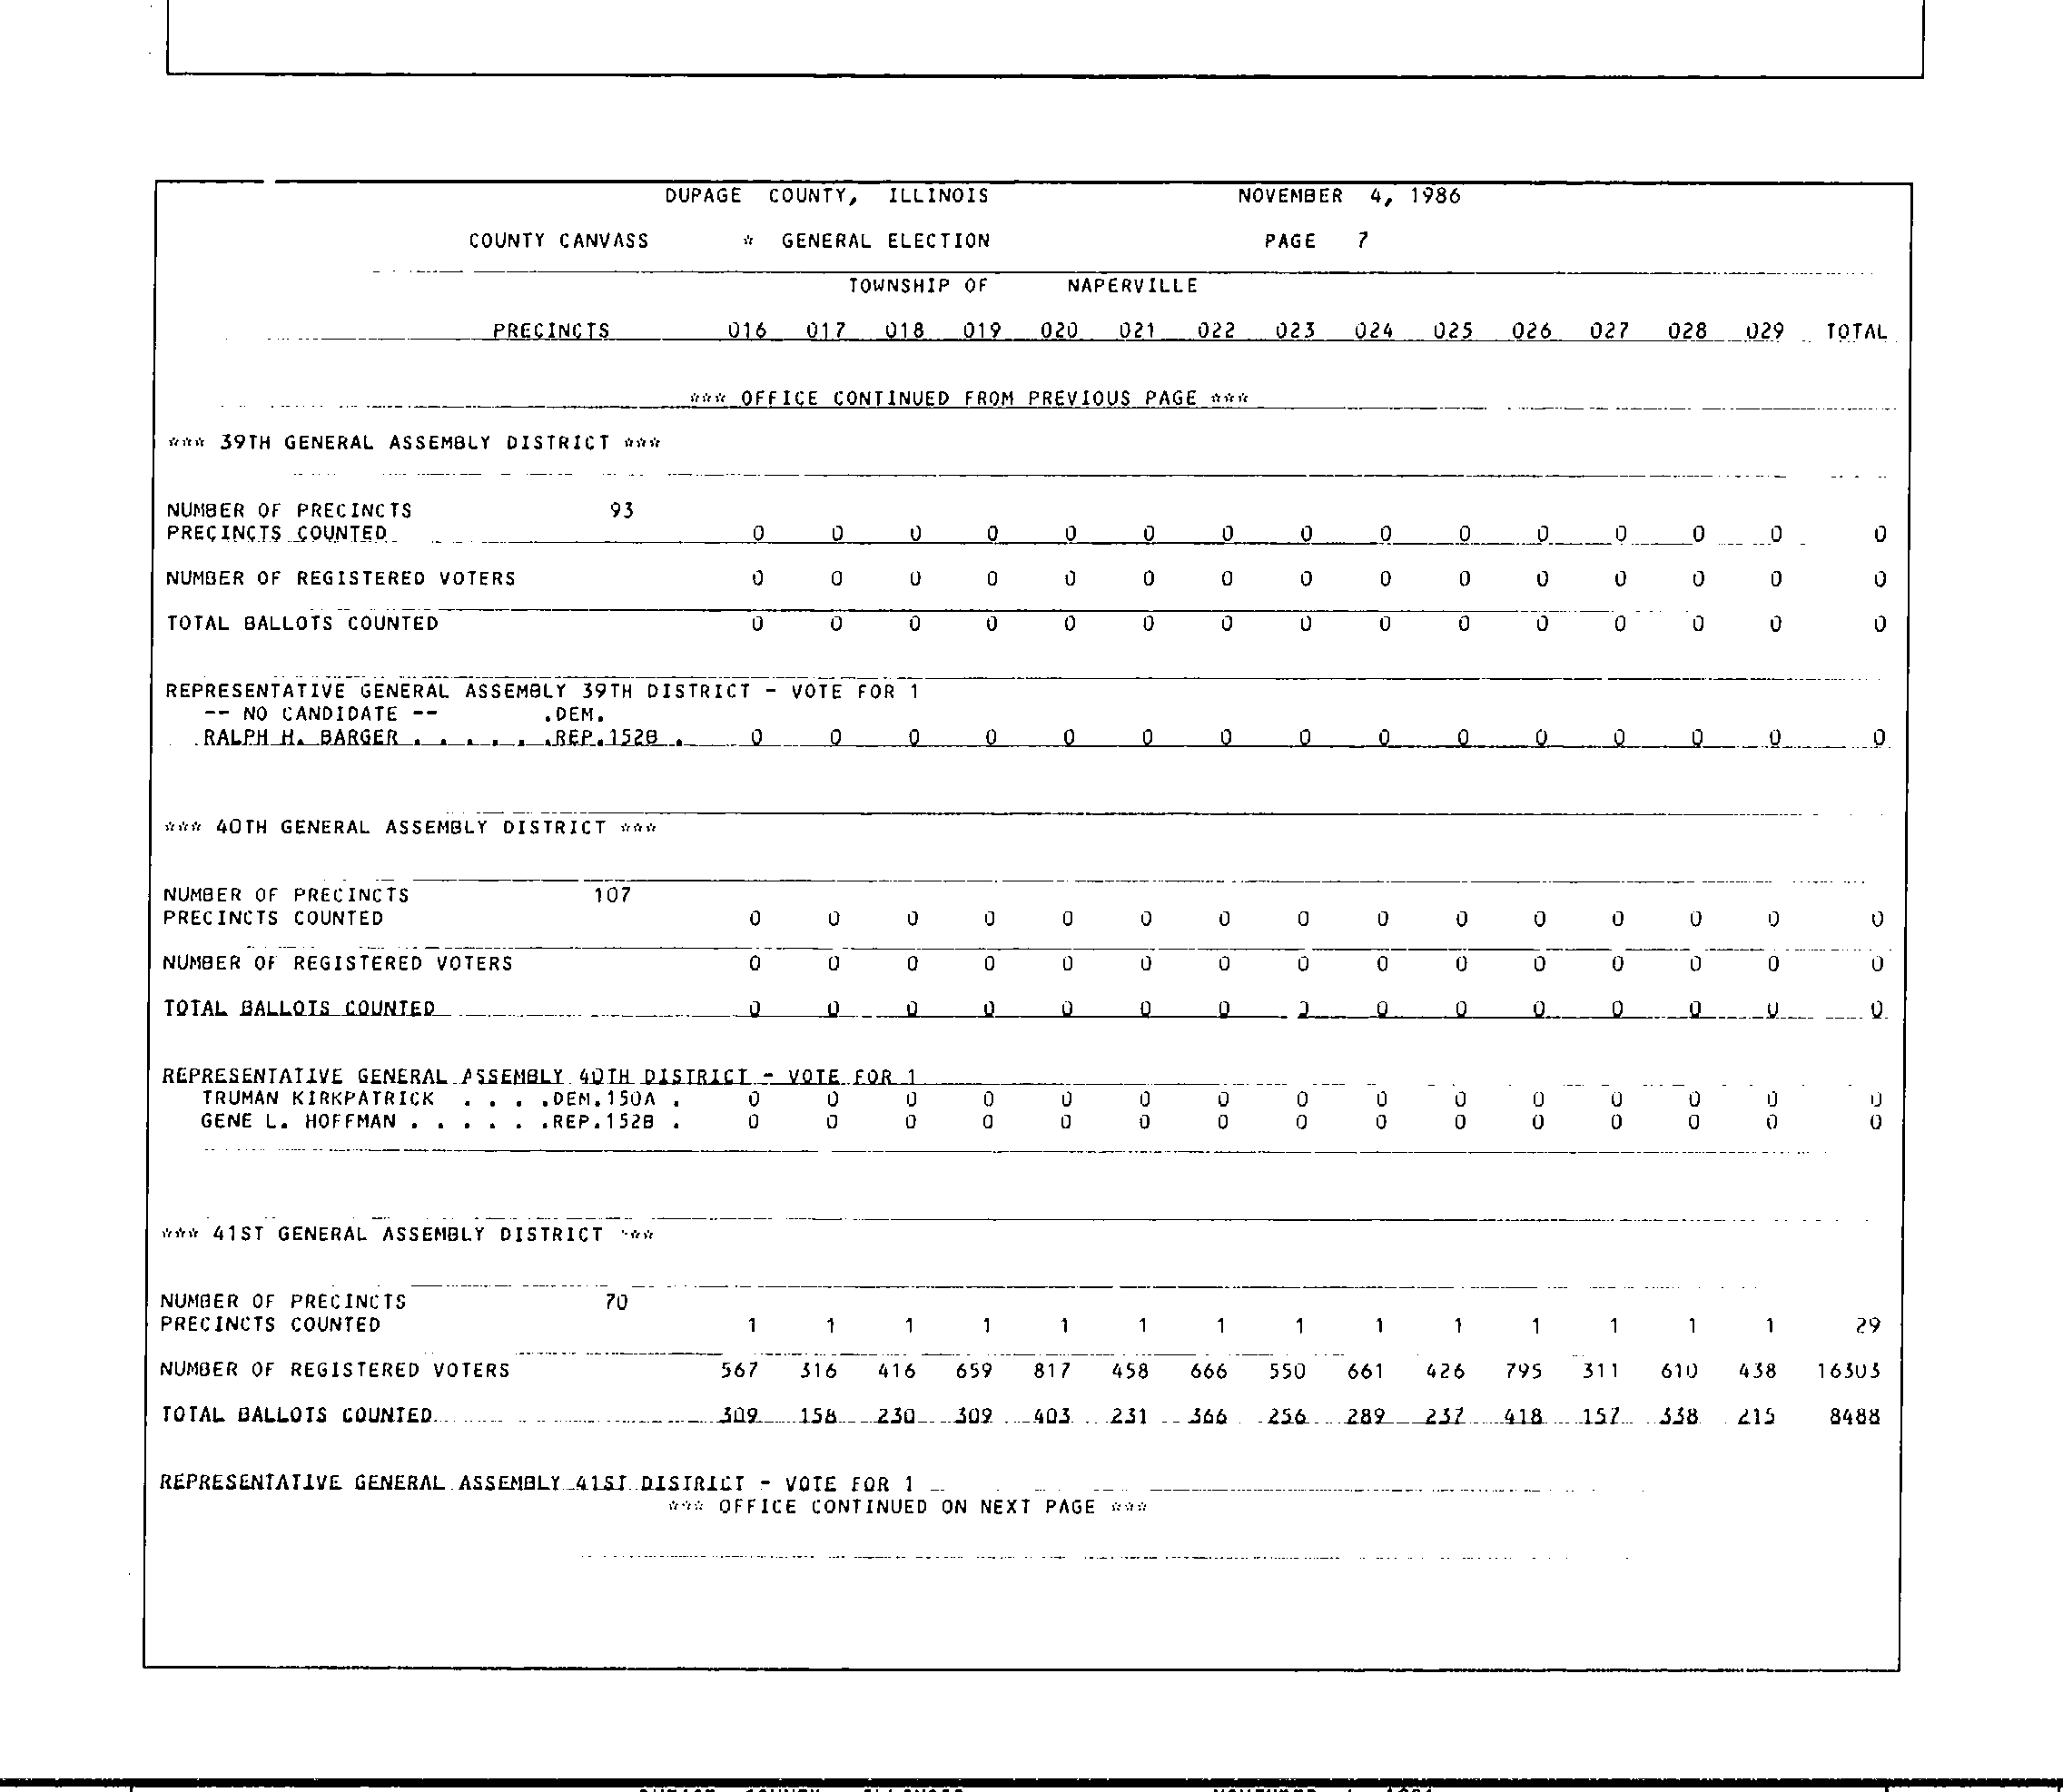 DUPAGE COUNTY, ILLINOIS NOVEMBER 4, 1986
COUNTY CANVASS * GENERAL ELECTION PAGE 7
TOWNSHIP OF NAPERVILLE
PRECINCTS 016 017 018 019 020 021 022 023 024 025 026 027 028 029 TOTAL
*** OFFICE CONTINUED FROM PREVIOUS PAGE ***
*** 39TH GENERAL ASSEMBLY DISTRICT ***
NUMBER OF PRECINCTS 93
PRECINCTS COUNTED 0 0 0 0 0 0 0 0 0 0 0 0 0 0 0
NUMBER OF REGISTERED VOTERS 0 0 0 0 0 0 0 0 0 0 0 0 0 0 0
TOTAL BALLOTS COUNTED 0 0 0 0 0 0 0 0 0 0 0 0 0 0 0
REPRESENTATIVE GENERAL ASSEMBLY 39TH DISTRICT - VOTE FOR 1
-- NO CANDIDATE -- .DEM.
RALPH H. BARGER . . . . . .REP.152B . 0 0 0 0 0 0 0 0 0 0 0 0 0 0 0
*** 40TH GENERAL ASSEMBLY DISTRICT ***
NUMBER OF PRECINCTS 107
PRECINCTS COUNTED 0 0 0 0 0 0 0 0 0 0 0 0 0 0 0
NUMBER OF REGISTERED VOTERS 0 0 0 0 0 0 0 0 0 0 0 0 0 0 0
TOTAL BALLOTS COUNTED 0 0 0 0 0 0 0 0 0 0 0 0 0 0 0
REPRESENTATIVE GENERAL ASSEMBLY 40TH DISTRICT - VOTE FOR 1
TRUMAN KIRKPATRICK . . . .DEM.150A . 0 0 0 0 0 0 0 0 0 0 0 0 0 0 0
GENE L. HOFFMAN . . . . . .REP.152B . 0 0 0 0 0 0 0 0 0 0 0 0 0 0 0
*** 41ST GENERAL ASSEMBLY DISTRICT ***
NUMBER OF PRECINCTS 70
PRECINCTS COUNTED 1 1 1 1 1 1 1 1 1 1 1 1 1 1 29
NUMBER OF REGISTERED VOTERS 567 316 416 659 817 458 666 550 661 426 795 311 610 438 16303
TOTAL BALLOTS COUNTED 309 158 230 309 403 231 366 256 289 237 418 157 338 215 8488
REPRESENTATIVE GENERAL ASSEMBLY 41ST DISTRICT - VOTE FOR 1
*** OFFICE CONTINUED ON NEXT PAGE ***